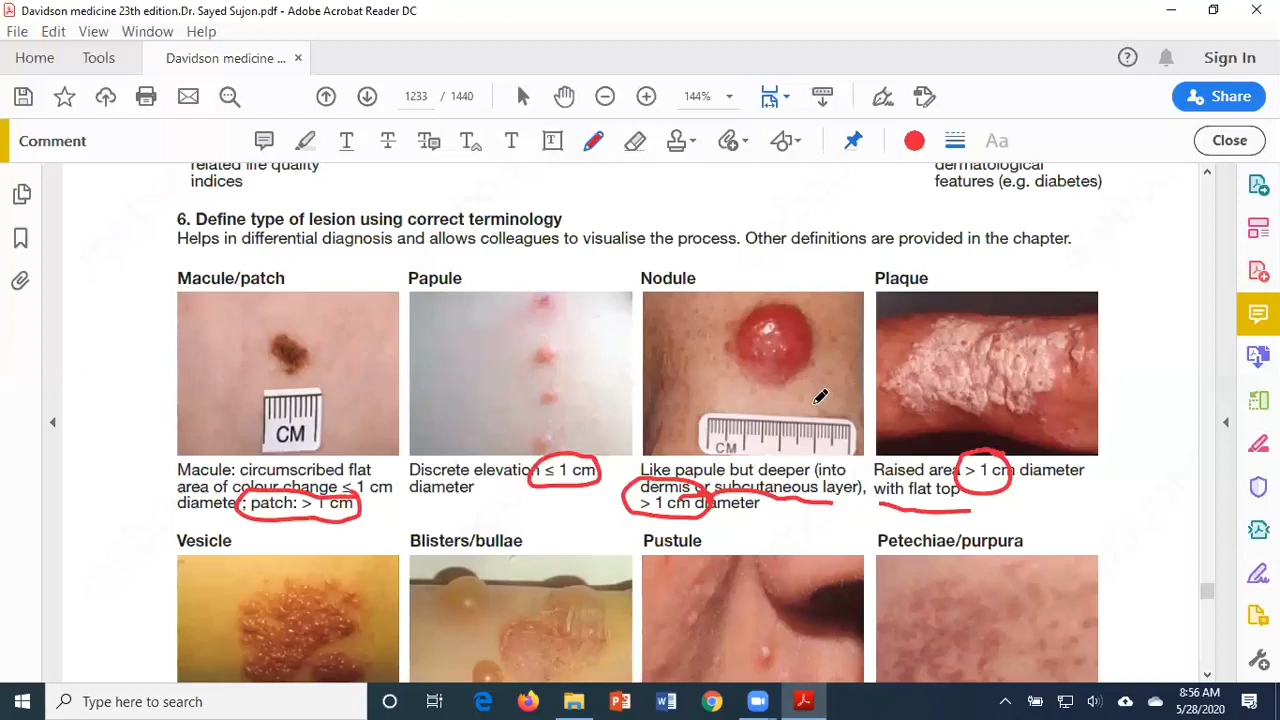 Davidson medicine 23th edition.Dr. Sayed Sujon.pdf - Adobe Acrobat Reader DC
File Edit View Window Help
Home Tools Davidson medicine ... × Sign In
1233 / 1440 144% Share
Comment Close
related life quality
indices
dermatological
features (e.g. diabetes)
6. Define type of lesion using correct terminology
Helps in differential diagnosis and allows colleagues to visualise the process. Other definitions are provided in the chapter.
Macule/patch Papule Nodule Plaque
CM CM
Macule: circumscribed flat
area of colour change ≤ 1 cm
diameter; patch: > 1 cm
Discrete elevation ≤ 1 cm
diameter
Like papule but deeper (into
dermis or subcutaneous layer),
> 1 cm diameter
Raised area > 1 cm diameter
with flat top
Vesicle Blisters/bullae Pustule Petechiae/purpura
Type here to search
8:56 AM
5/28/2020